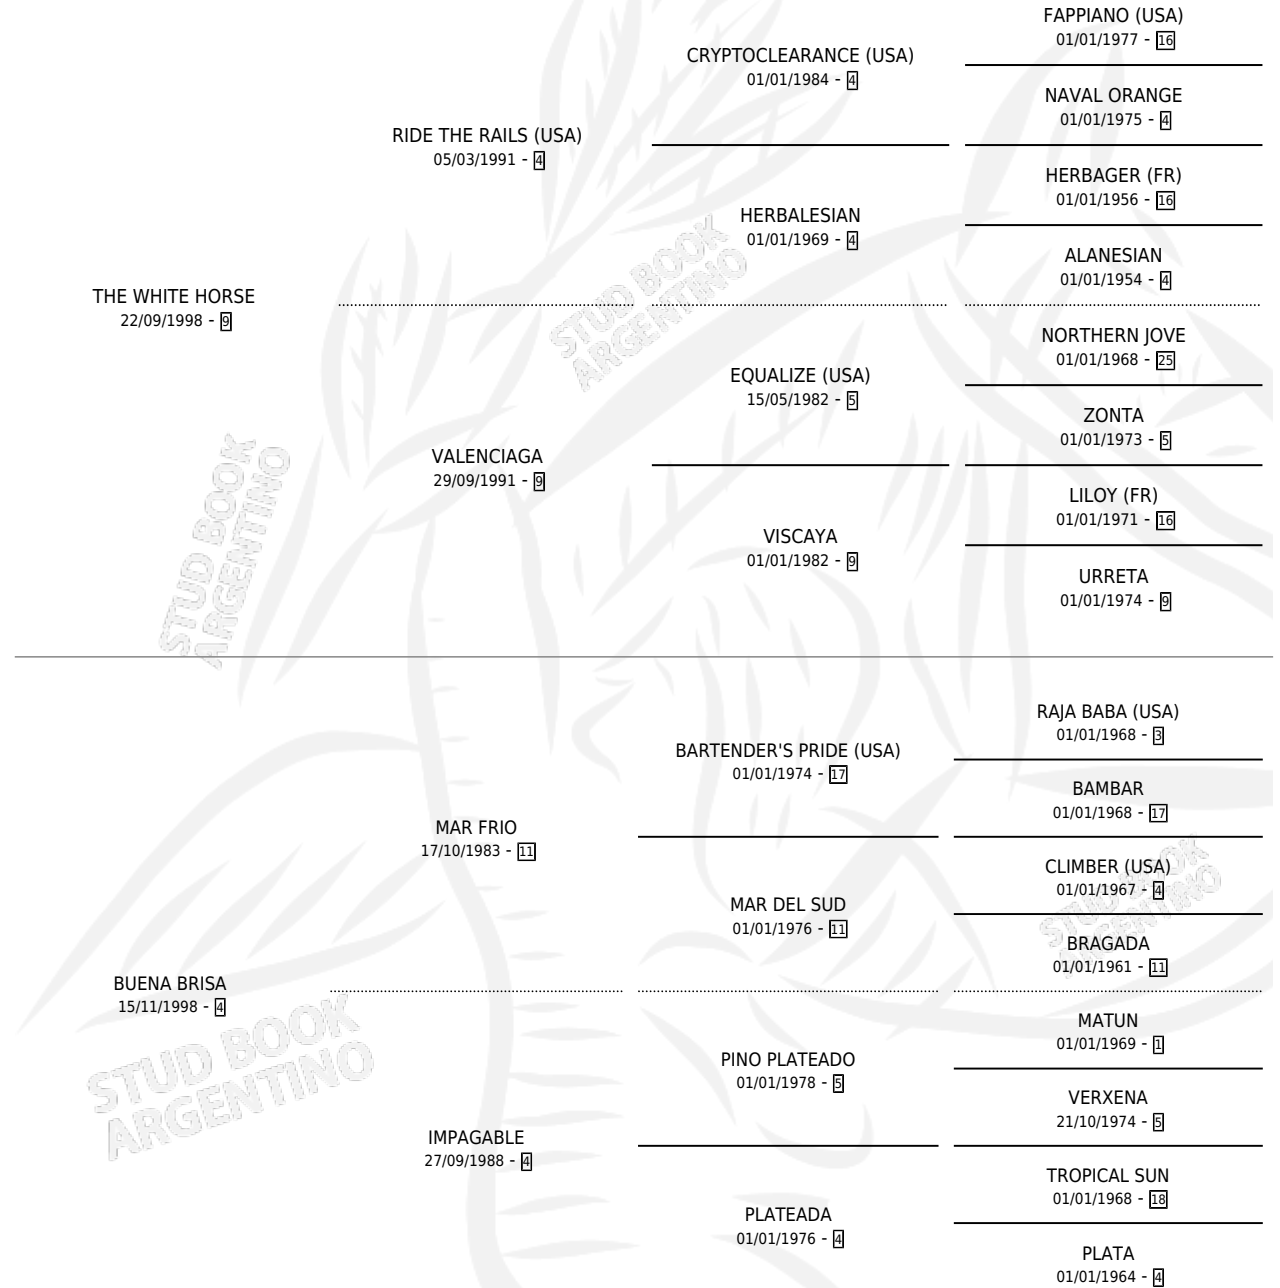 FAPPIANO (USA)
01/01/1977 - 16
CRYPTOCLEARANCE (USA)
01/01/1984 - 4
NAVAL ORANGE
01/01/1975 - 4
RIDE THE RAILS (USA)
05/03/1991 - 4
HERBAGER (FR)
01/01/1956 - 16
HERBALESIAN
01/01/1969 - 4
ALANESIAN
01/01/1954 - 4
THE WHITE HORSE
22/09/1998 - 9
NORTHERN JOVE
01/01/1968 - 25
EQUALIZE (USA)
15/05/1982 - 5
ZONTA
01/01/1973 - 5
VALENCIAGA
29/09/1991 - 9
LILOY (FR)
01/01/1971 - 16
VISCAYA
01/01/1982 - 9
URRETA
01/01/1974 - 9
STUD BOOK
ARGENTINO
STUD BOOK
ARGENTINO
RAJA BABA (USA)
01/01/1968 - 3
BARTENDER'S PRIDE (USA)
01/01/1974 - 17
BAMBAR
01/01/1968 - 17
MAR FRIO
17/10/1983 - 11
CLIMBER (USA)
01/01/1967 - 4
MAR DEL SUD
01/01/1976 - 11
BRAGADA
01/01/1961 - 11
BUENA BRISA
15/11/1998 - 4
MATUN
01/01/1969 - 1
PINO PLATEADO
01/01/1978 - 5
VERXENA
21/10/1974 - 5
IMPAGABLE
27/09/1988 - 4
TROPICAL SUN
01/01/1968 - 18
PLATEADA
01/01/1976 - 4
PLATA
01/01/1964 - 4
STUD BOOK
ARGENTINO
STUD BOOK
ARGENTINO